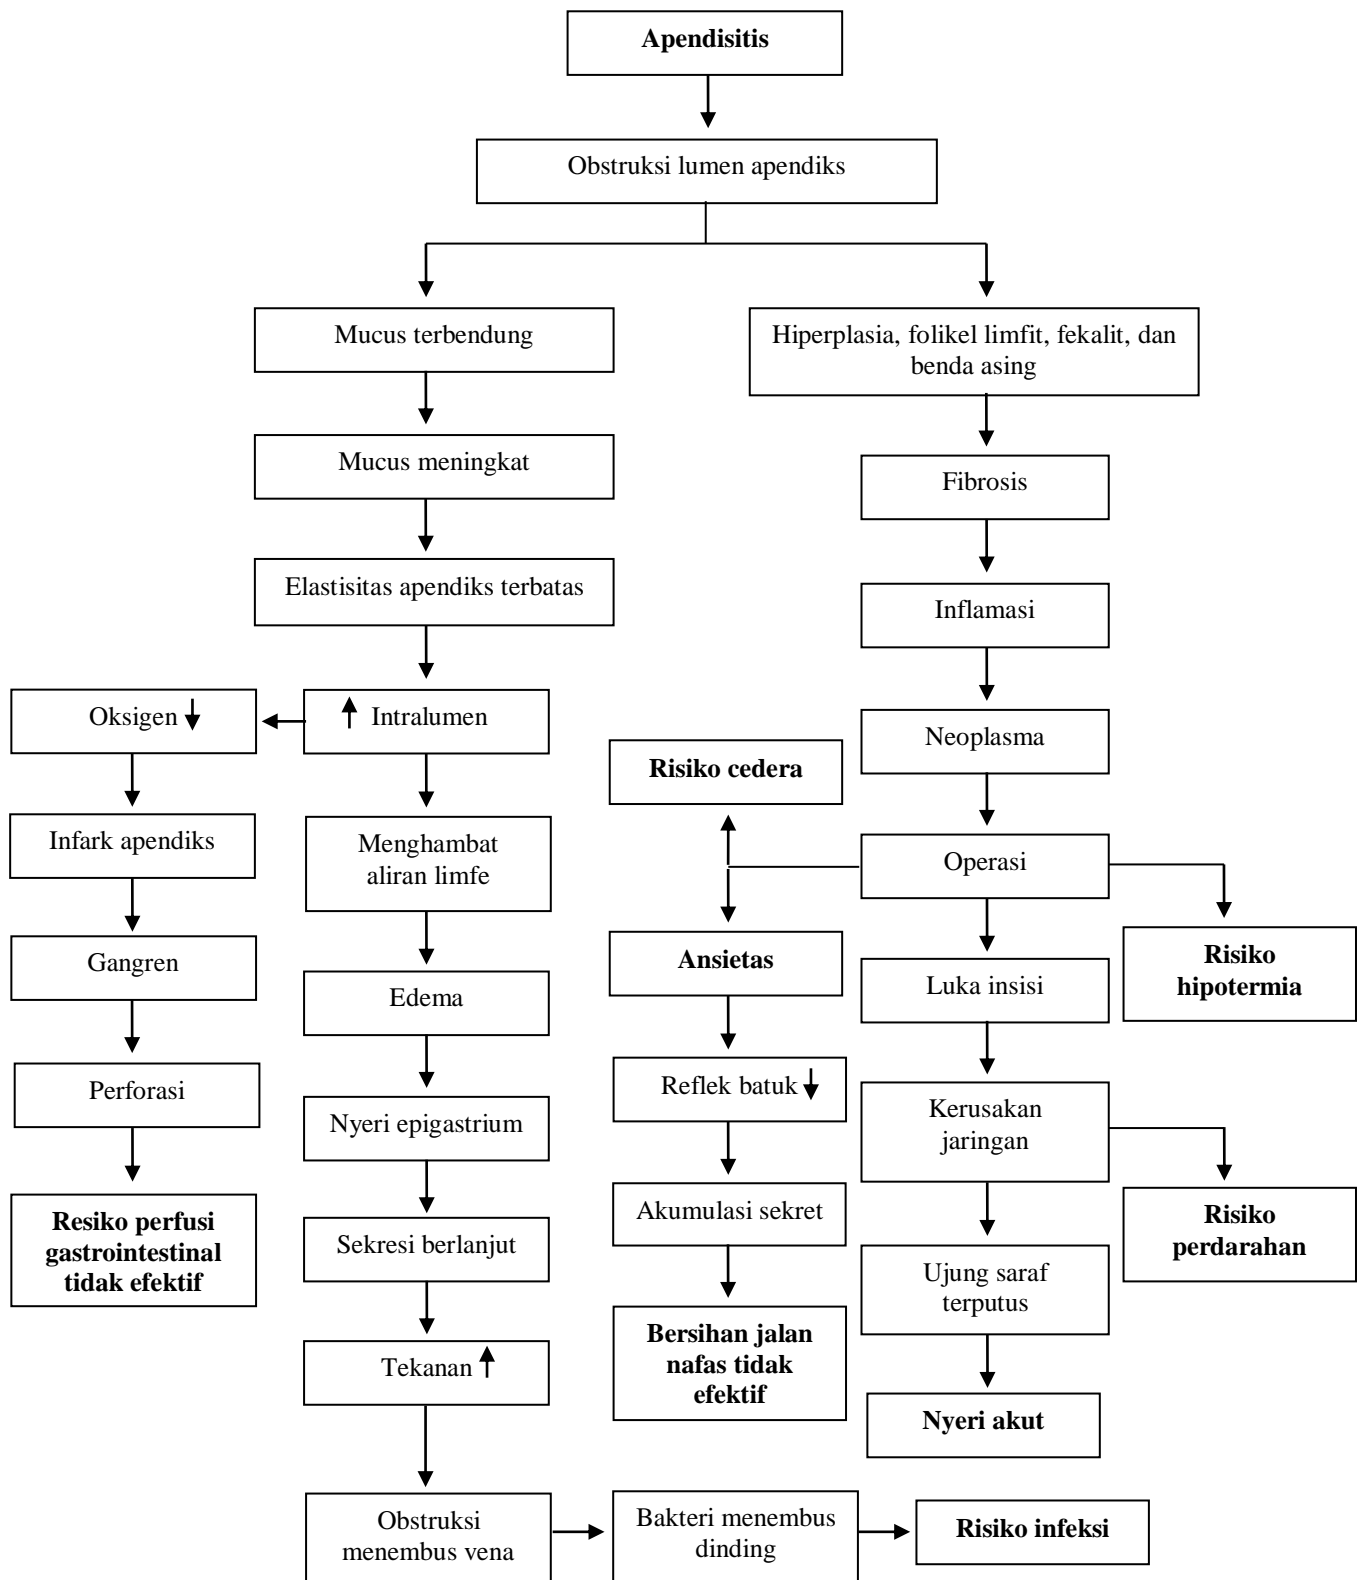 Apendisitis
Obstruksi lumen apendiks
Mucus terbendung
Hiperplasia, folikel limfit, fekalit, dan
benda asing
Mucus meningkat
Fibrosis
Elastisitas apendiks terbatas
Inflamasi
Oksigen ↓
↑ Intralumen
Neoplasma
Risiko cedera
Infark apendiks
Menghambat
aliran limfe
Operasi
Gangren
Edema
Ansietas
Luka insisi
Risiko
hipotermia
Perforasi
Nyeri epigastrium
Reflek batuk ↓
Kerusakan
jaringan
Resiko perfusi
gastrointestinal
tidak efektif
Sekresi berlanjut
Akumulasi sekret
Risiko
perdarahan
Ujung saraf
terputus
Tekanan ↑
Bersihan jalan
nafas tidak
efektif
Nyeri akut
Obstruksi
menembus vena
Bakteri menembus
dinding
Risiko infeksi